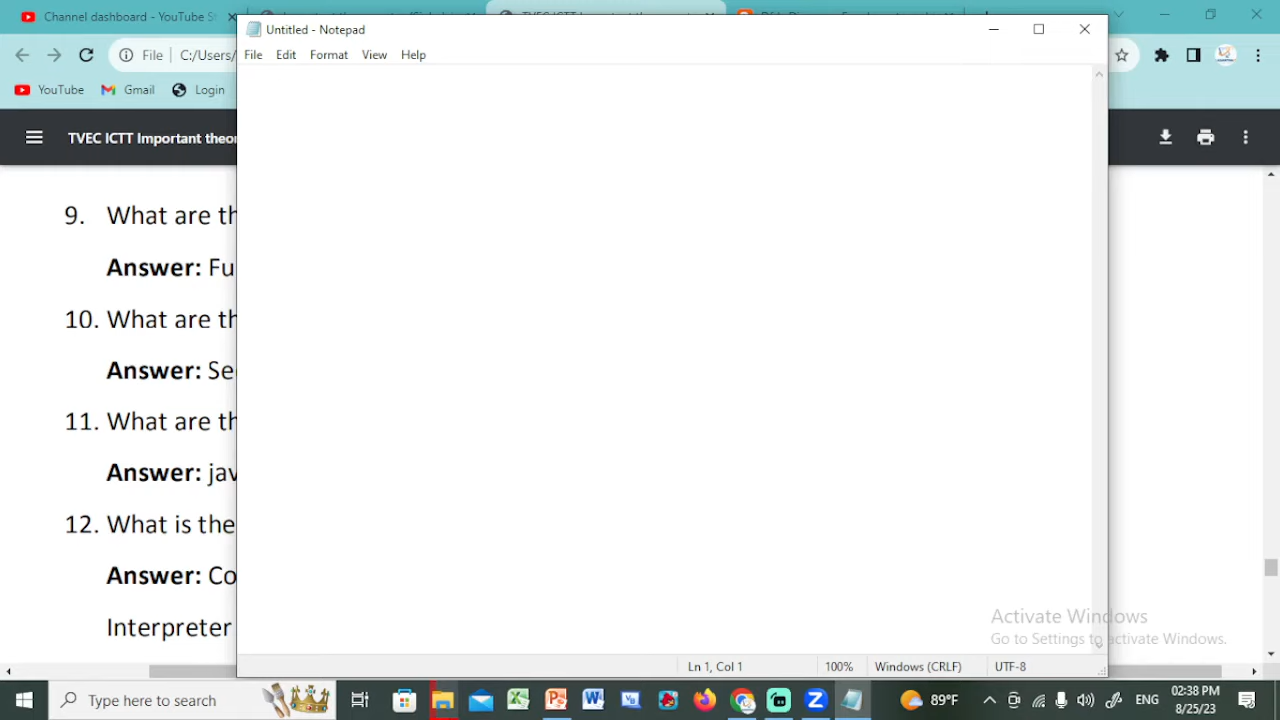 Channel dashboard - YouTube St
Untitled - Notepad
File Edit Format View Help
File C:/Users/
YouTube Gmail Login
TVEC ICTT Important theor
9. What are th
Answer: Fu
10. What are th
Answer: Se
11. What are th
Answer: jav
12. What is the
Answer: Co
Interpreter
Activate Windows
Go to Settings to activate Windows.
Ln 1, Col 1 100% Windows (CRLF) UTF-8
Type here to search 89°F ENG 02:38 PM
8/25/23